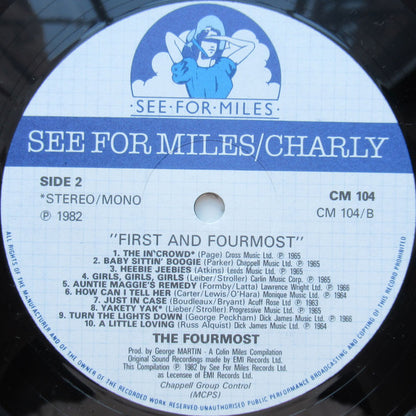 ·SEE·FOR·MILES·
SEE FOR MILES/CHARLY
SIDE 2
*STEREO/MONO
℗ 1982
CM 104
CM 104/B
"FIRST AND FOURMOST"
1. THE IN'CROWD* (Page) Cross Music Ltd. ℗ 1965
2. BABY SITTIN' BOOGIE (Parker) Chappell Music Ltd. ℗ 1965
3. HEEBIE JEEBIES (Atkins) Leeds Music Ltd. ℗ 1965
4. GIRLS, GIRLS, GIRLS (Leiber/Stroller) Carlin Music Corp. ℗ 1965
5. AUNTIE MAGGIE'S REMEDY (Formby/Latta) Lawrence Wright Ltd. ℗ 1965
6. HOW CAN I TELL HER (Carter/Lewis/O'Hara) Monique Music Ltd. ℗ 1964
7. JUST IN CASE (Boudleaux/Bryant) Acuff Rose Ltd. ℗ 1963
8. YAKETY YAK* (Lieber/Stroller) Progressive Music Ltd. ℗ 1965
9. TURN THE LIGHTS DOWN (George Peckham) Dick James Music Ltd. ℗ 1966
10. A LITTLE LOVING (Russ Alquist) Dick James Music Ltd. ℗ 1964
THE FOURMOST
Prod. by George MARTIN - A Colin Miles Compilation
Original Sound Recordings made by EMI Records Ltd.
This Compilation ℗ 1982 by See For Miles Records Ltd.
as Licensee of EMI Records Ltd.
Chappell Group Control
(MCPS)
ALL RIGHTS OF THE MANUFACTURER AND OF THE OWNER OF THE RECORDED WORK RESERVED UNAUTHORISED PUBLIC PERFORMANCE BROADCASTING AND COPYING OF THIS RECORD PROHIBITED